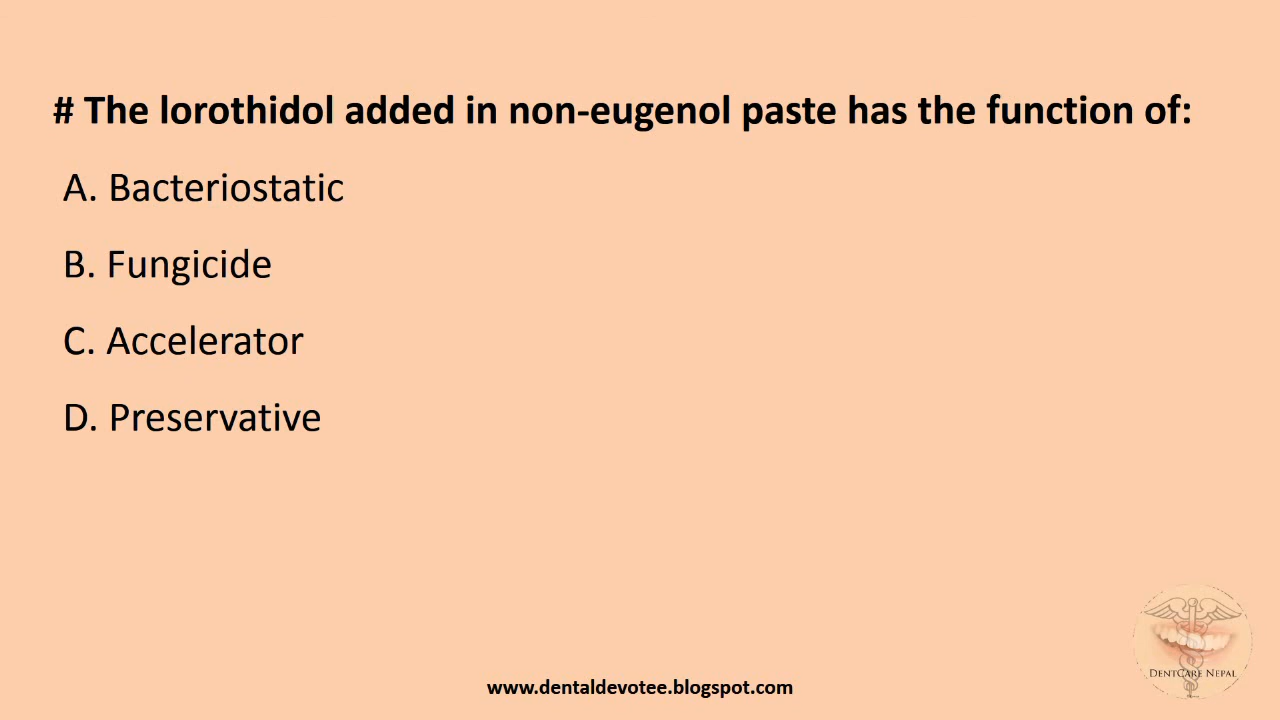 # The lorothidol added in non-eugenol paste has the function of:
A. Bacteriostatic
B. Fungicide
C. Accelerator
D. Preservative
DentCare Nepal
www.dentaldevotee.blogspot.com